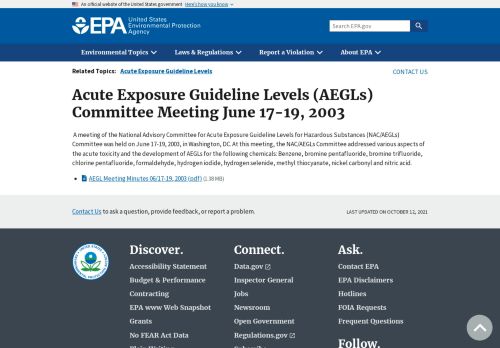 An official website of the United States government Here's how you know
EPA United States
Environmental Protection
Agency
Search EPA.gov
Environmental Topics Laws & Regulations Report a Violation About EPA
Related Topics: Acute Exposure Guideline Levels CONTACT US
Acute Exposure Guideline Levels (AEGLs)
Committee Meeting June 17-19, 2003
A meeting of the National Advisory Committee for Acute Exposure Guideline Levels for Hazardous Substances (NAC/AEGLs)
Committee was held on June 17-19, 2003, in Washington, DC. At this meeting, the NAC/AEGLs Committee addressed various aspects of
the acute toxicity and the development of AEGLs for the following chemicals: Benzene, bromine pentafluoride, bromine trifluoride,
chlorine pentafluoride, formaldehyde, hydrogen iodide, hydrogen selenide, methyl thiocyanate, nickel carbonyl and nitric acid.
AEGL Meeting Minutes 06/17-19, 2003 (pdf) (1.38 MB)
Contact Us to ask a question, provide feedback, or report a problem. LAST UPDATED ON OCTOBER 12, 2021
Discover.
Accessibility Statement
Budget & Performance
Contracting
EPA www Web Snapshot
Grants
No FEAR Act Data
Plain Writing
Connect.
Data.gov
Inspector General
Jobs
Newsroom
Open Government
Regulations.gov
Subscribe
Ask.
Contact EPA
EPA Disclaimers
Hotlines
FOIA Requests
Frequent Questions
Follow.